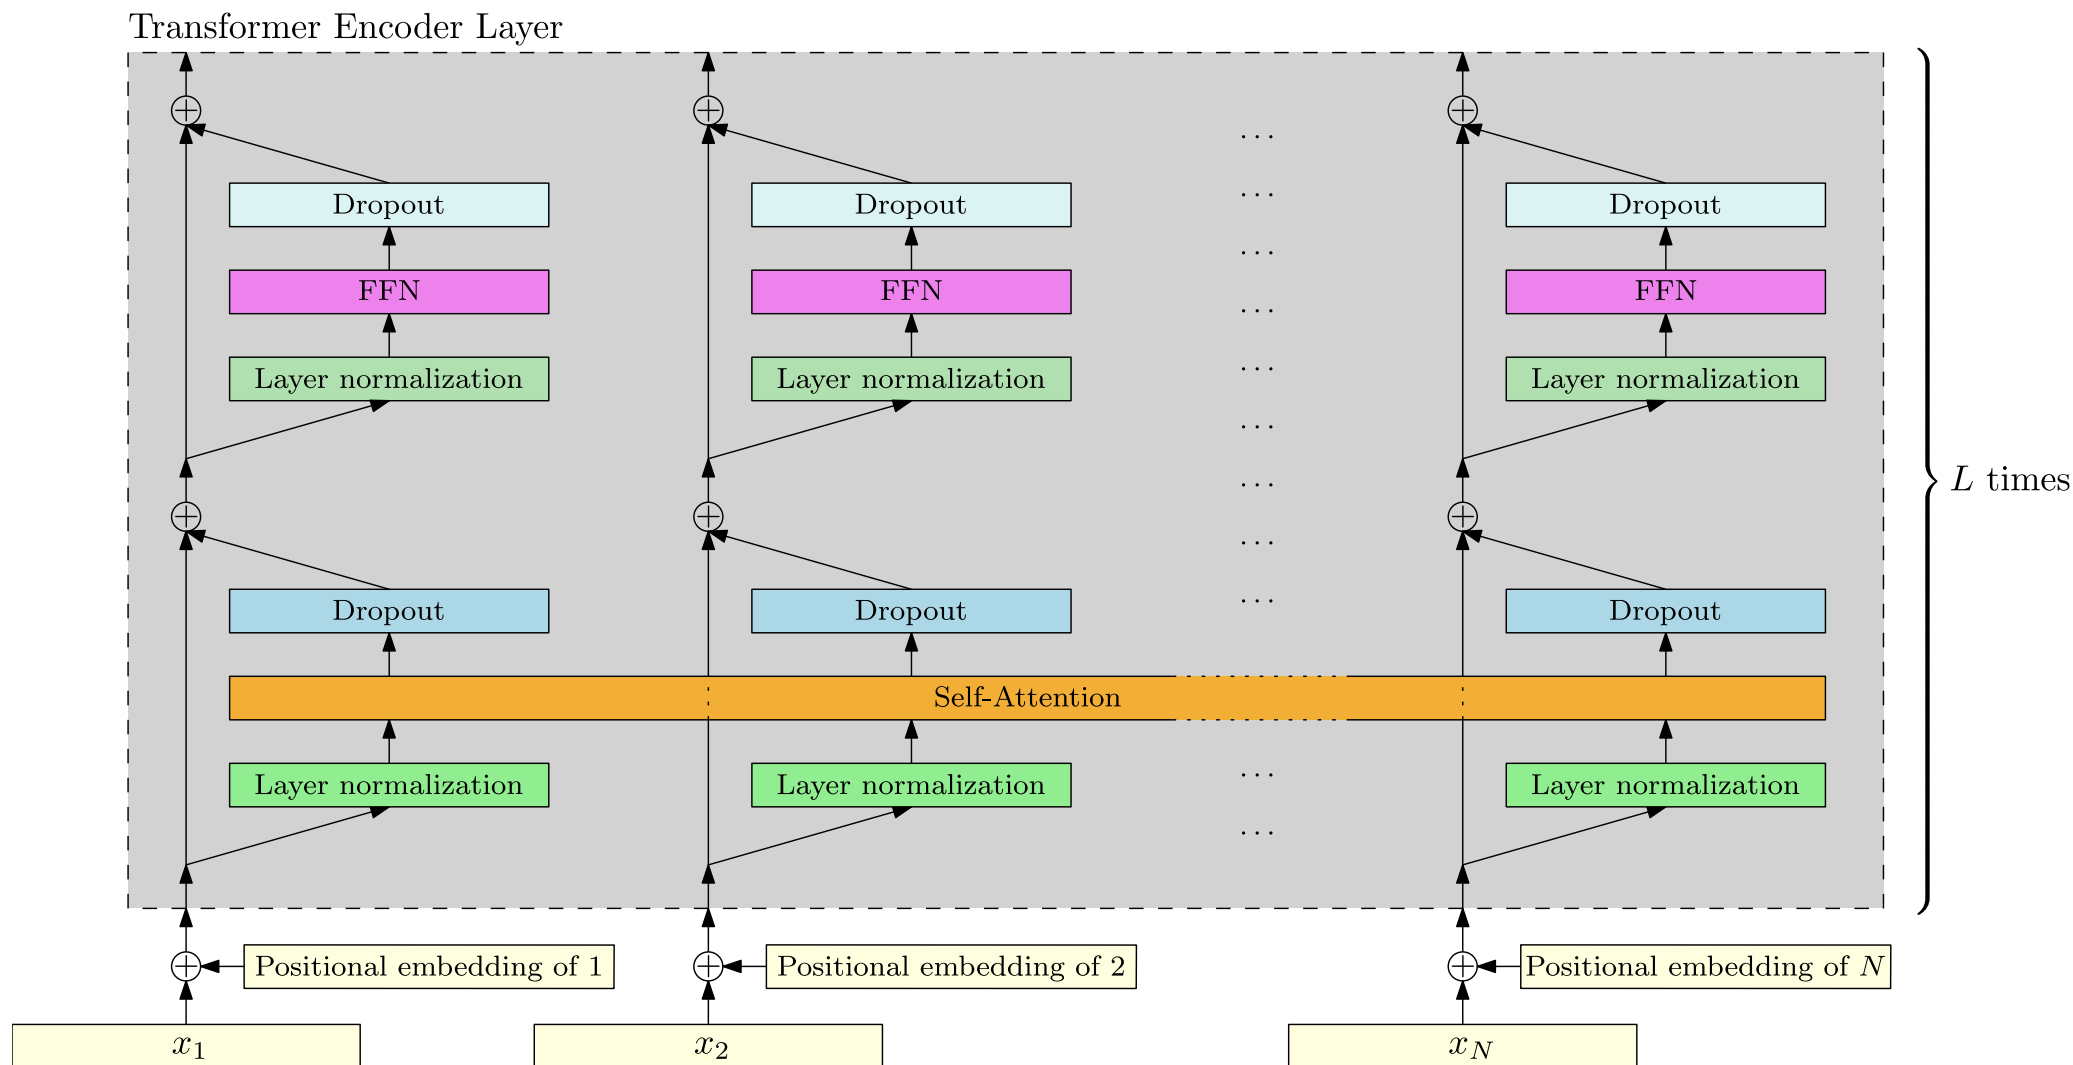 Transformer Encoder Layer
... 
Dropout Dropout ... Dropout
...
FFN FFN FFN
...
Layer normalization Layer normalization ... Layer normalization
...
...
L times
...
Dropout Dropout ... Dropout
Self-Attention
Layer normalization Layer normalization ... Layer normalization
...
Positional embedding of 1 Positional embedding of 2 Positional embedding of N
x₁ x₂ x_N